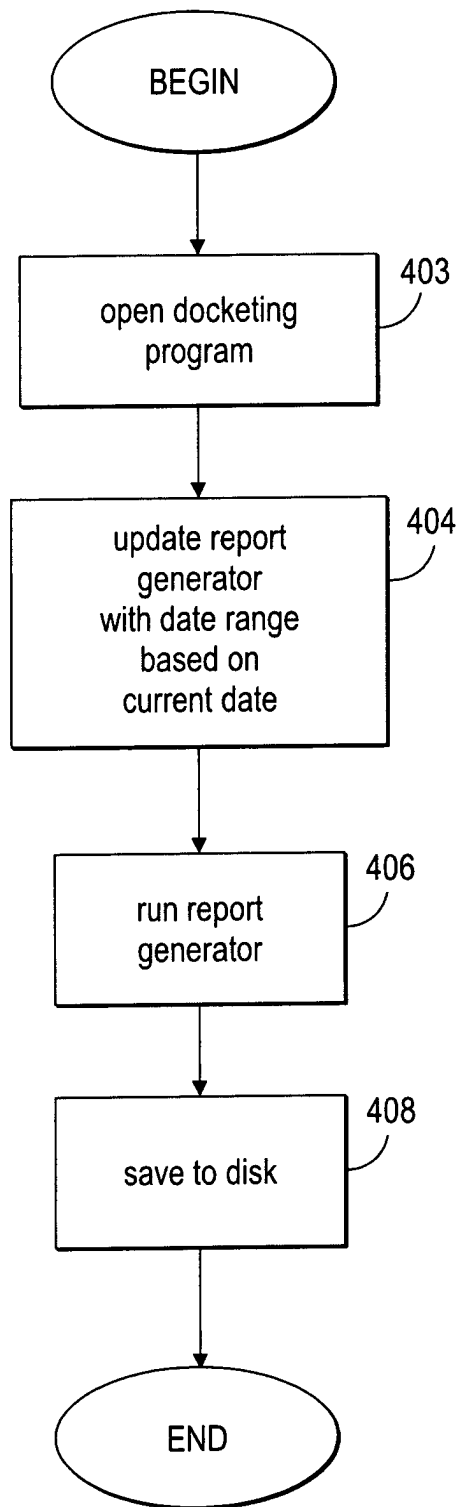 BEGIN
403
open docketing
program
404
update report
generator
with date range
based on
current date
406
run report
generator
408
save to disk
END